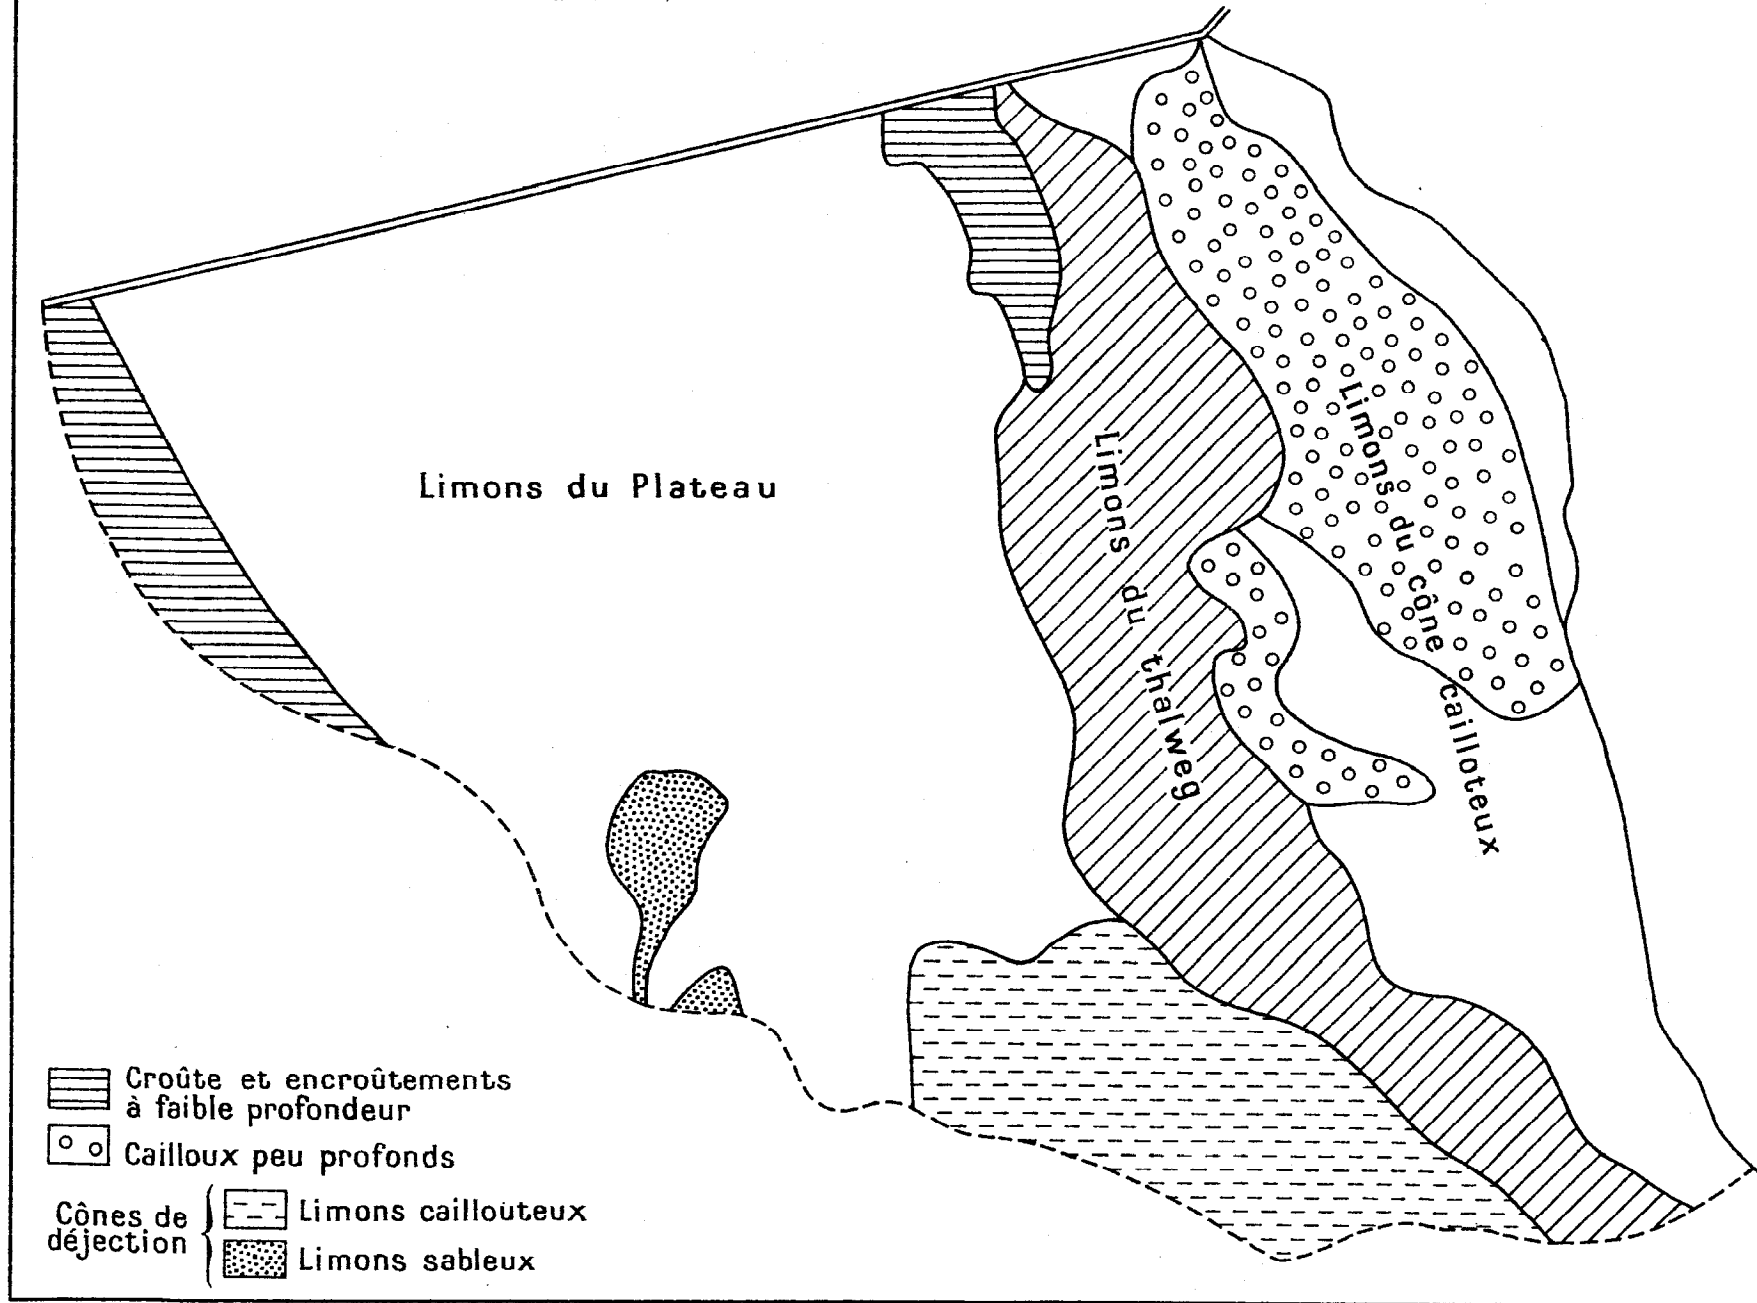 Limons du Plateau
Limons du thalweg
Limons du cône cailloteux
Croûte et encroûtements
à faible profondeur
Cailloux peu profonds
Cônes de
déjection
Limons caillouteux
Limons sableux